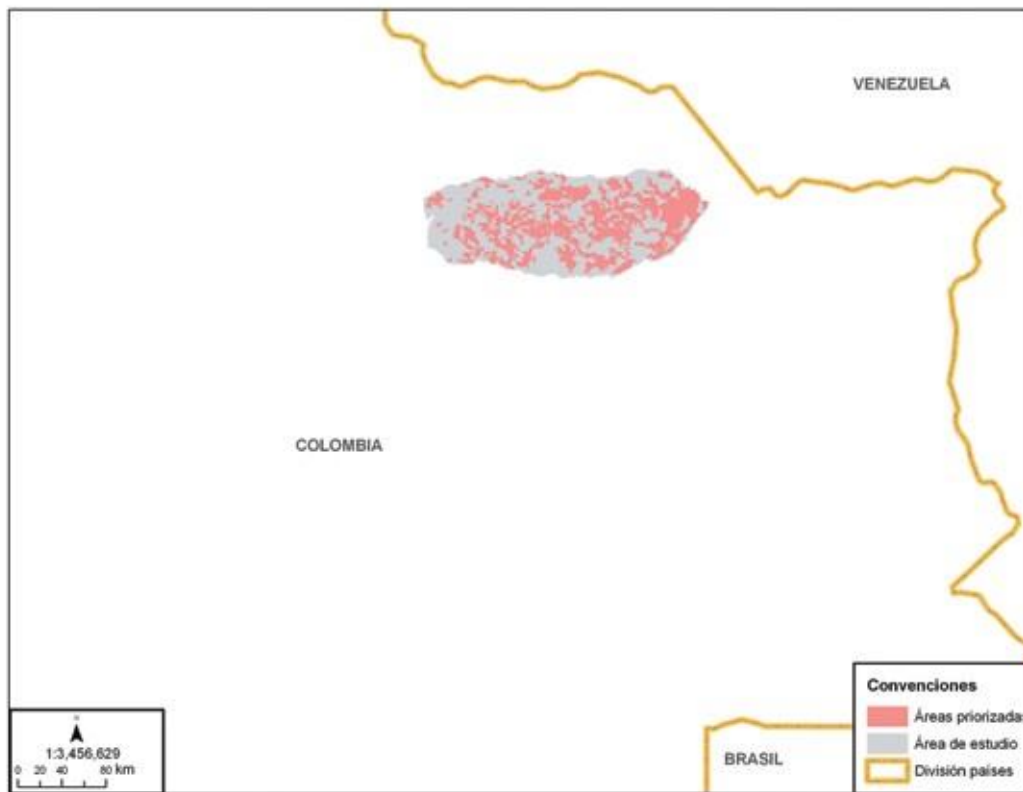 VENEZUELA
COLOMBIA
BRASIL
N
1:3,456,629
0 20 40 80 km
Convenciones
Áreas priorizadas
Área de estudio
División países